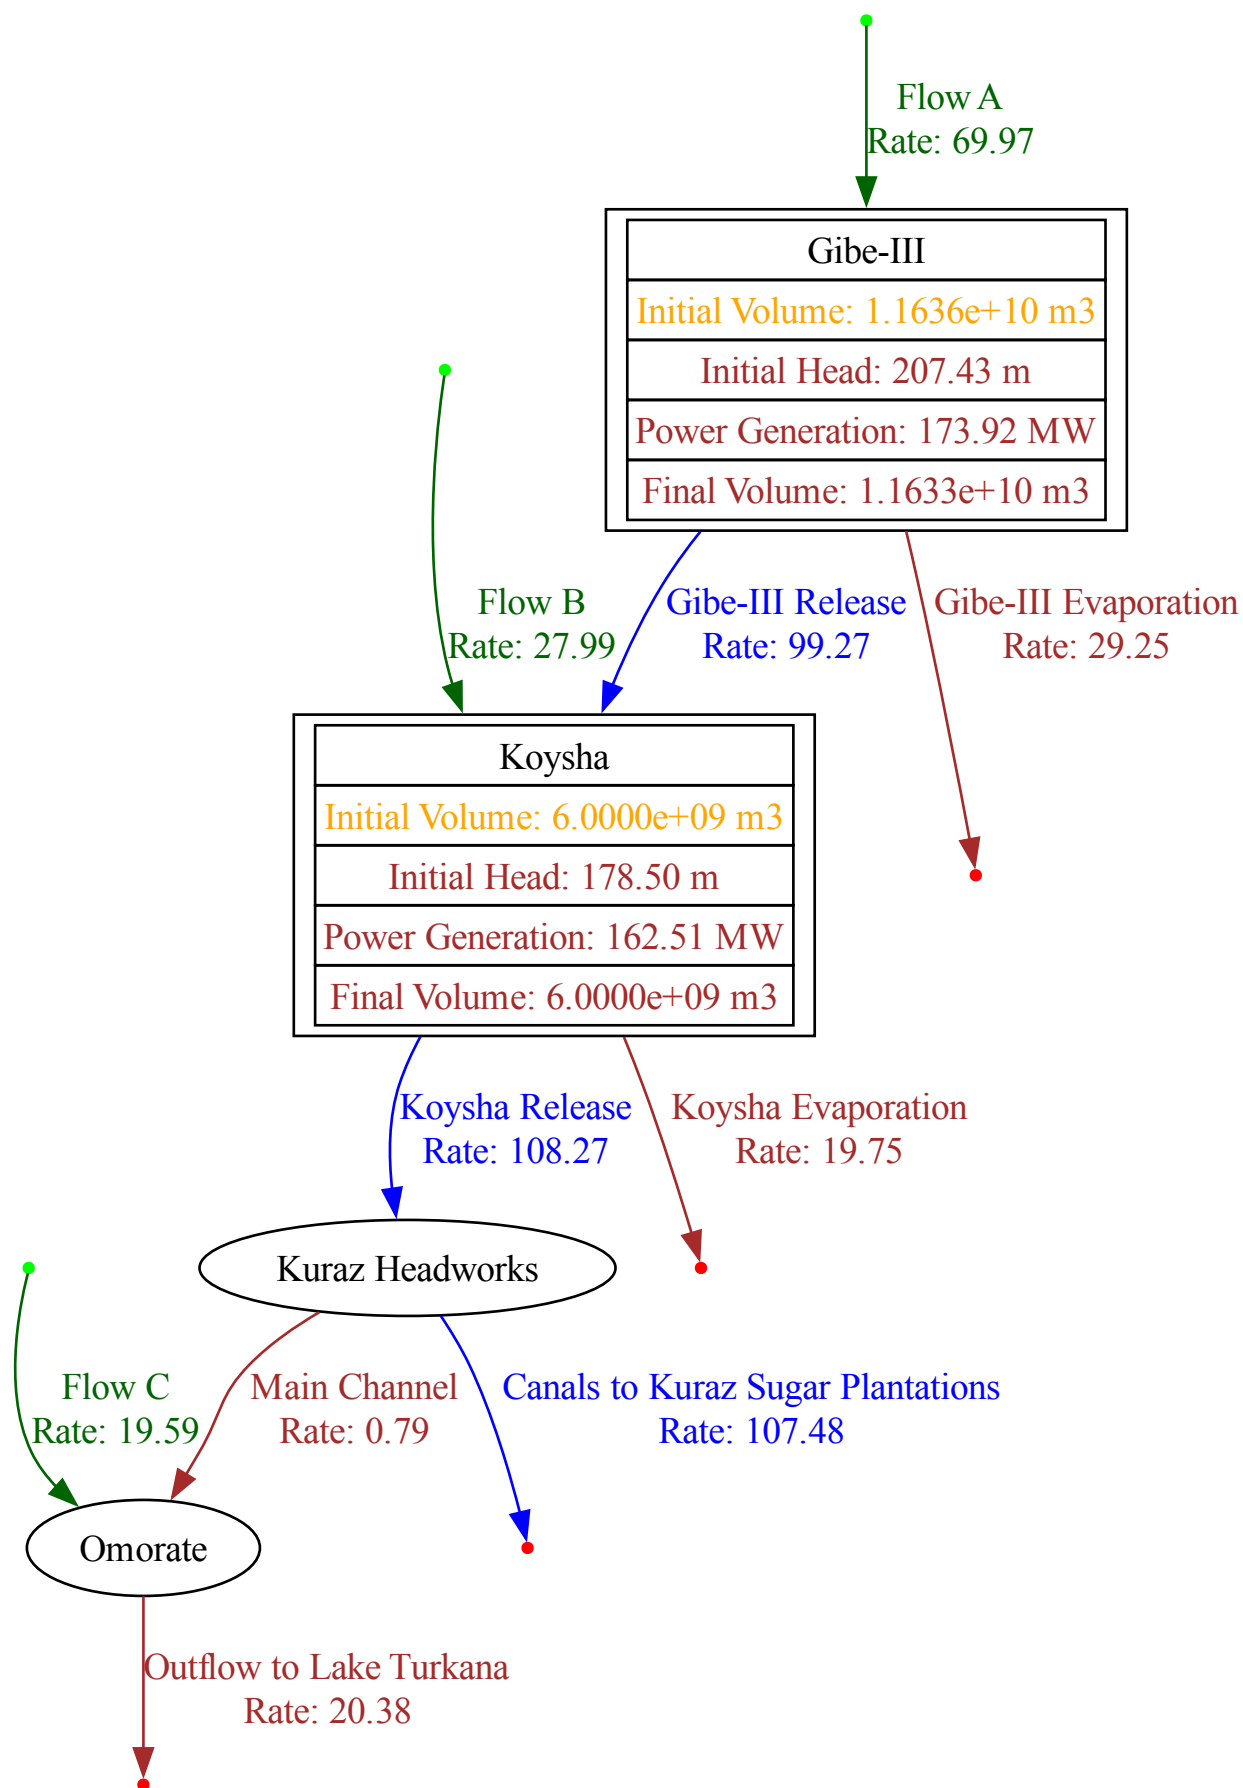 Flow A
Rate: 69.97
Gibe-III
Initial Volume: 1.1636e+10 m3
Initial Head: 207.43 m
Power Generation: 173.92 MW
Final Volume: 1.1633e+10 m3
Flow B
Rate: 27.99
Gibe-III Release
Rate: 99.27
Gibe-III Evaporation
Rate: 29.25
Koysha
Initial Volume: 6.0000e+09 m3
Initial Head: 178.50 m
Power Generation: 162.51 MW
Final Volume: 6.0000e+09 m3
Koysha Release
Rate: 108.27
Koysha Evaporation
Rate: 19.75
Kuraz Headworks
Flow C
Rate: 19.59
Main Channel
Rate: 0.79
Canals to Kuraz Sugar Plantations
Rate: 107.48
Omorate
Outflow to Lake Turkana
Rate: 20.38